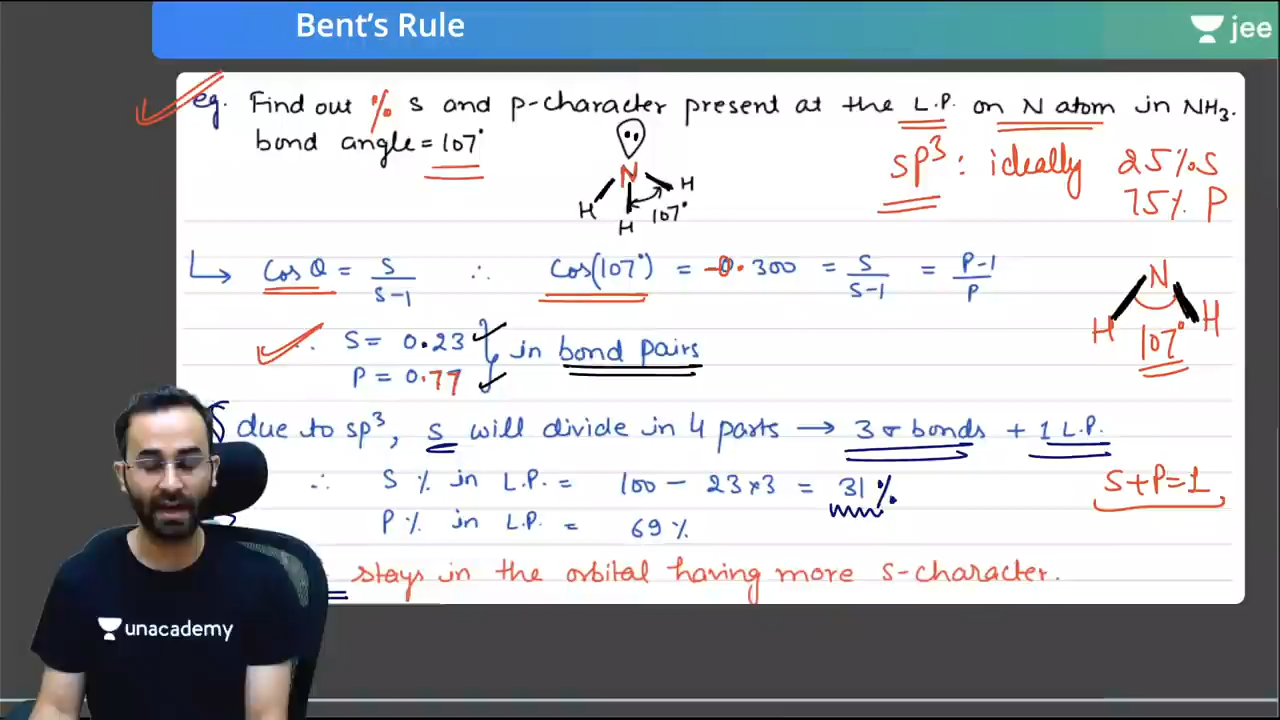 Bent's Rule
jee
eg. Find out % s and p-character present at the L.P. on N atom in NH3.
bond angle = 107°
sp³ : ideally 25%S
75% P
N
H
H
H
107°
Cos θ = S/S-1 ∴ Cos(107°) = -0.300 = S/S-1 = P-1/P
N
H
H
107°
∴ S = 0.23
P = 0.77
in bond pairs
due to sp³, s will divide in 4 parts → 3 σ bonds + 1 L.P.
∴ S % in L.P. = 100 - 23×3 = 31%
S+P=1
P % in L.P. = 69%
stays in the orbital having more s-character.
unacademy